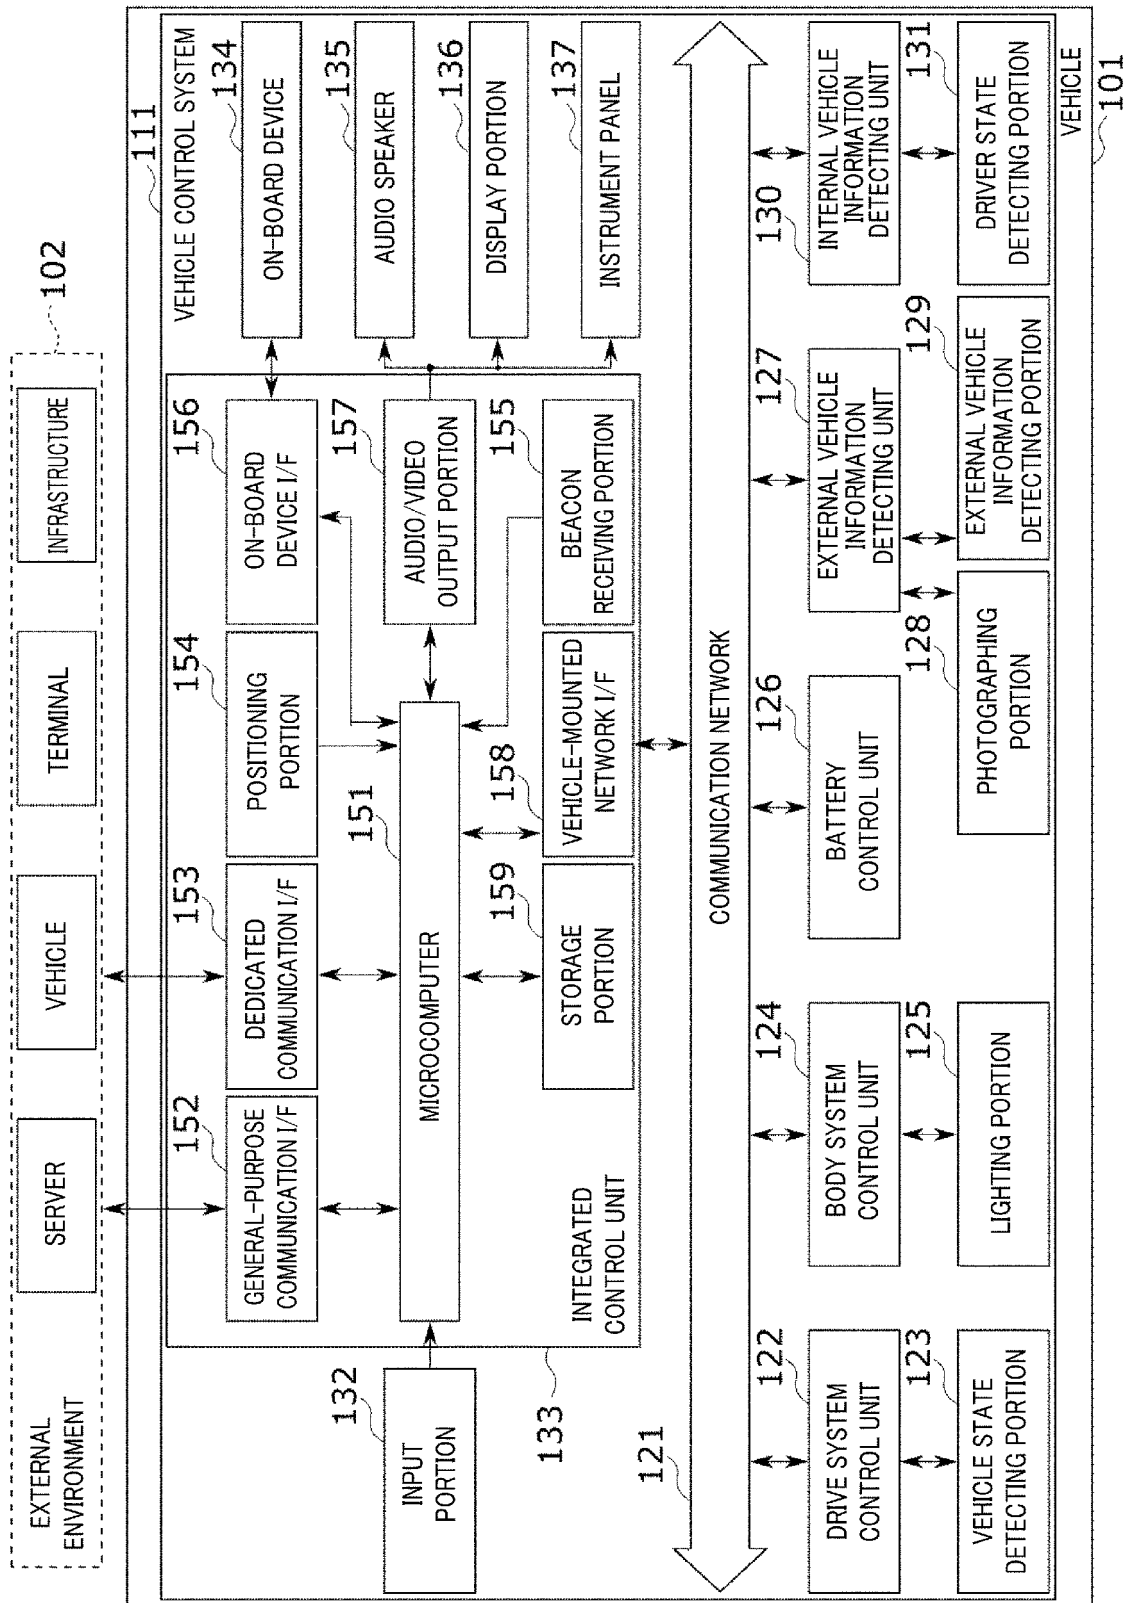 102
EXTERNAL
ENVIRONMENT
SERVER
VEHICLE
TERMINAL
INFRASTRUCTURE
111
VEHICLE CONTROL SYSTEM
152
GENERAL-PURPOSE
COMMUNICATION I/F
153
DEDICATED
COMMUNICATION I/F
154
POSITIONING
PORTION
156
ON-BOARD
DEVICE I/F
134
ON-BOARD DEVICE
132
INPUT
PORTION
151
MICROCOMPUTER
157
AUDIO/VIDEO
OUTPUT PORTION
135
AUDIO SPEAKER
136
DISPLAY PORTION
137
INSTRUMENT PANEL
133
INTEGRATED
CONTROL UNIT
159
STORAGE
PORTION
158
VEHICLE-MOUNTED
NETWORK I/F
155
BEACON
RECEIVING PORTION
121
COMMUNICATION NETWORK
122
DRIVE SYSTEM
CONTROL UNIT
124
BODY SYSTEM
CONTROL UNIT
126
BATTERY
CONTROL UNIT
127
EXTERNAL VEHICLE
INFORMATION
DETECTING UNIT
130
INTERNAL VEHICLE
INFORMATION
DETECTING UNIT
123
VEHICLE STATE
DETECTING PORTION
125
LIGHTING PORTION
128
PHOTOGRAPHING
PORTION
129
EXTERNAL VEHICLE
INFORMATION
DETECTING PORTION
131
DRIVER STATE
DETECTING PORTION
VEHICLE
101